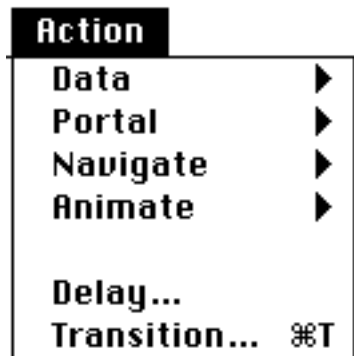 Action
Data
Portal
Navigate
Animate
Delay...
Transition... ⌘T